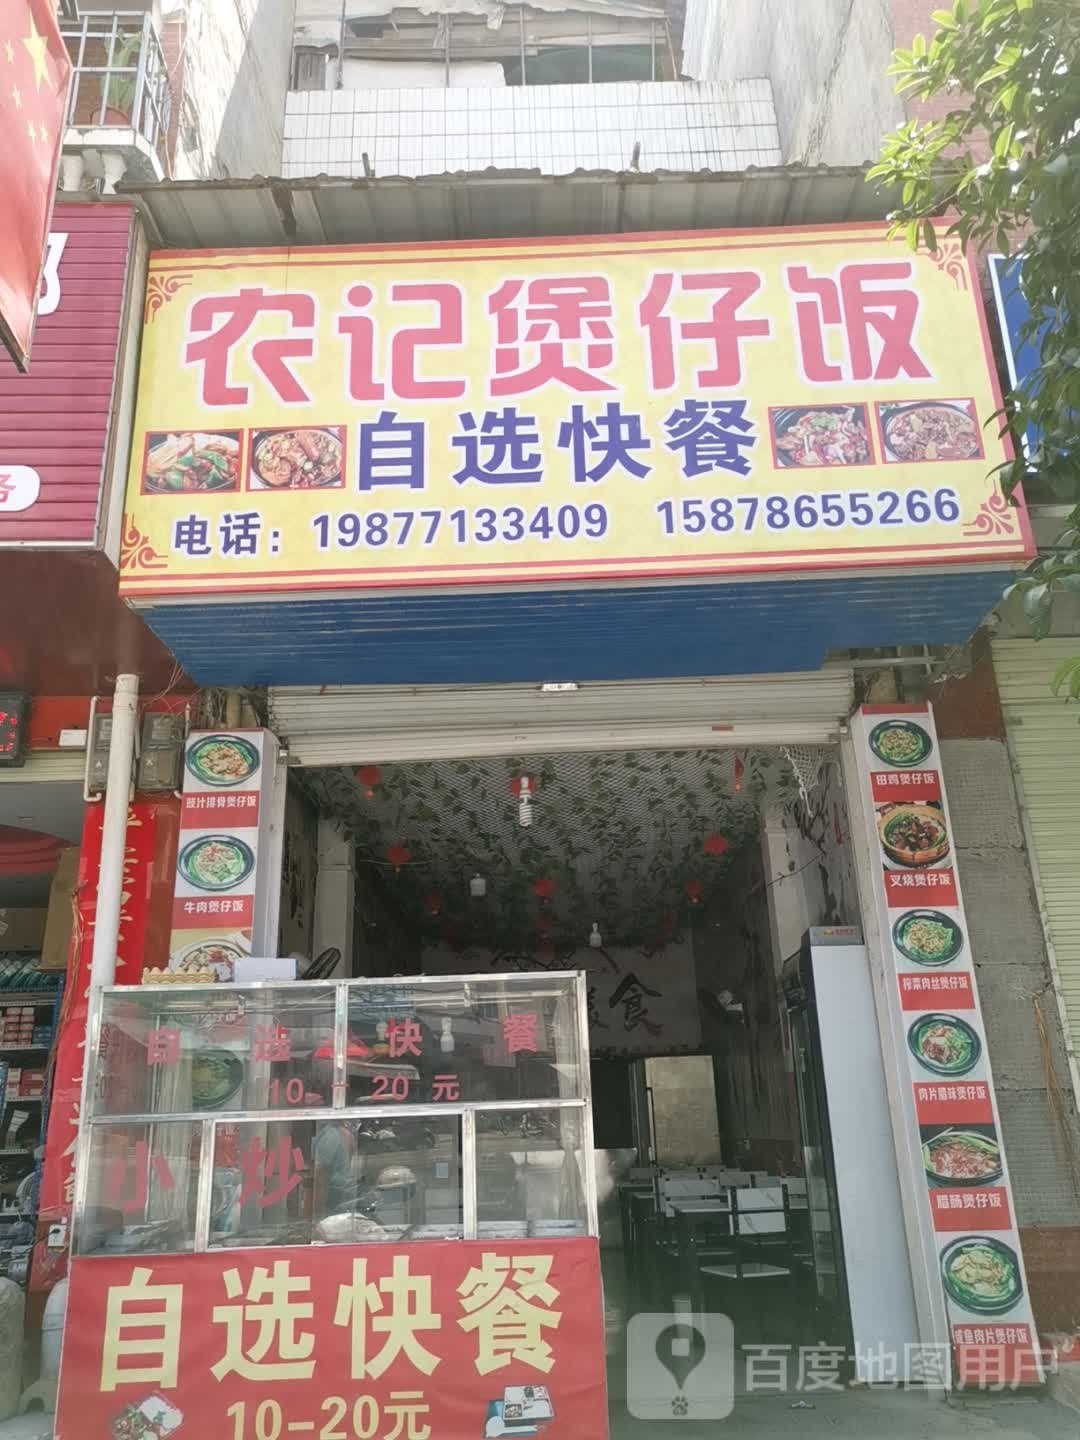 农记煲仔饭
自选快餐
电话：19877133409 15878655266
豉汁排骨煲仔饭
牛肉煲仔饭
田鸡煲仔饭
叉烧煲仔饭
榨菜肉丝煲仔饭
肉片腊味煲仔饭
腊肠煲仔饭
咸鱼肉片煲仔饭
美食
自选快餐
10--20元
小炒
自选快餐
10-20元
百度地图用户